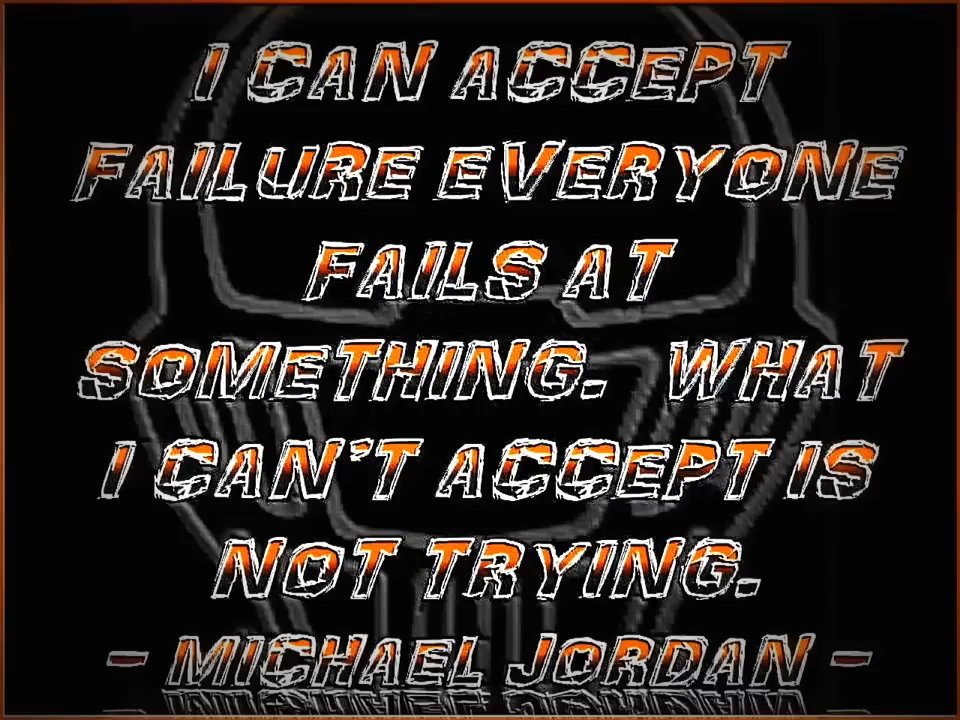 I CAN ACCEPT
FAILURE EVERYONE
FAILS AT
SOMETHING. WHAT
I CAN'T ACCEPT IS
NOT TRYING.
- MICHAEL JORDAN -